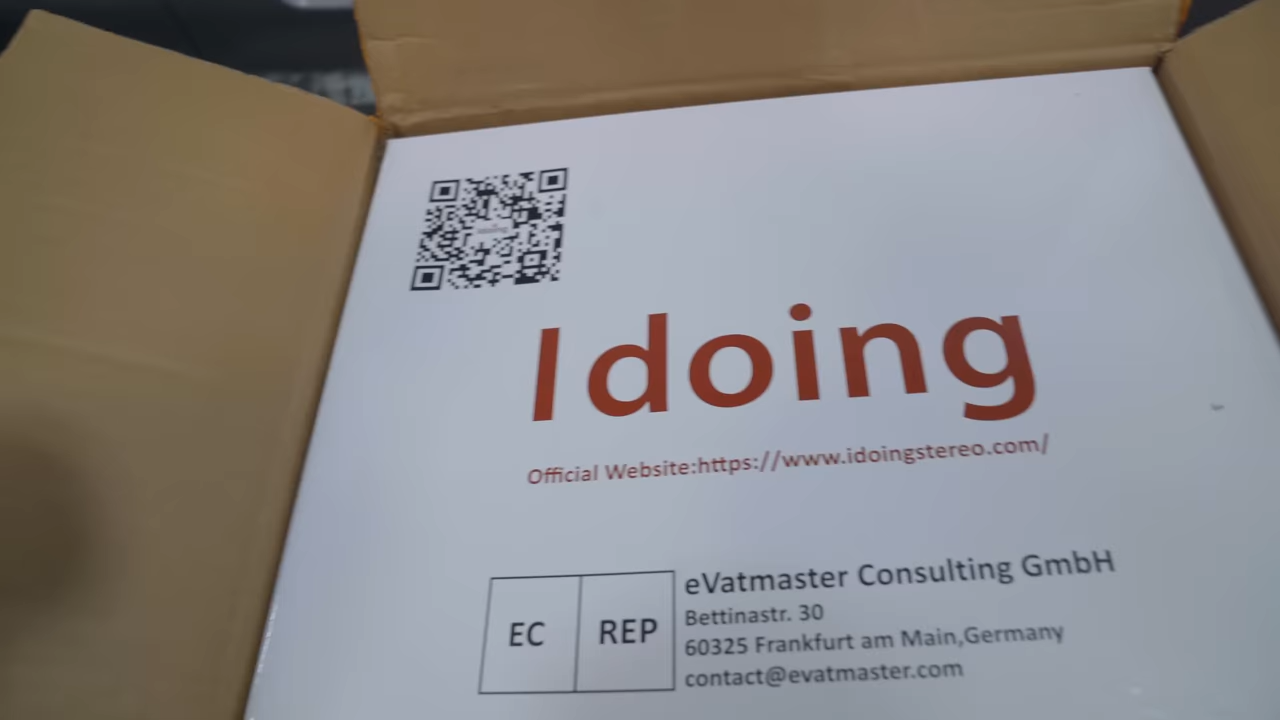 Idoing
Official Website:https://www.idoingstereo.com/
EC REP
eVatmaster Consulting GmbH
Bettinastr. 30
60325 Frankfurt am Main,Germany
contact@evatmaster.com